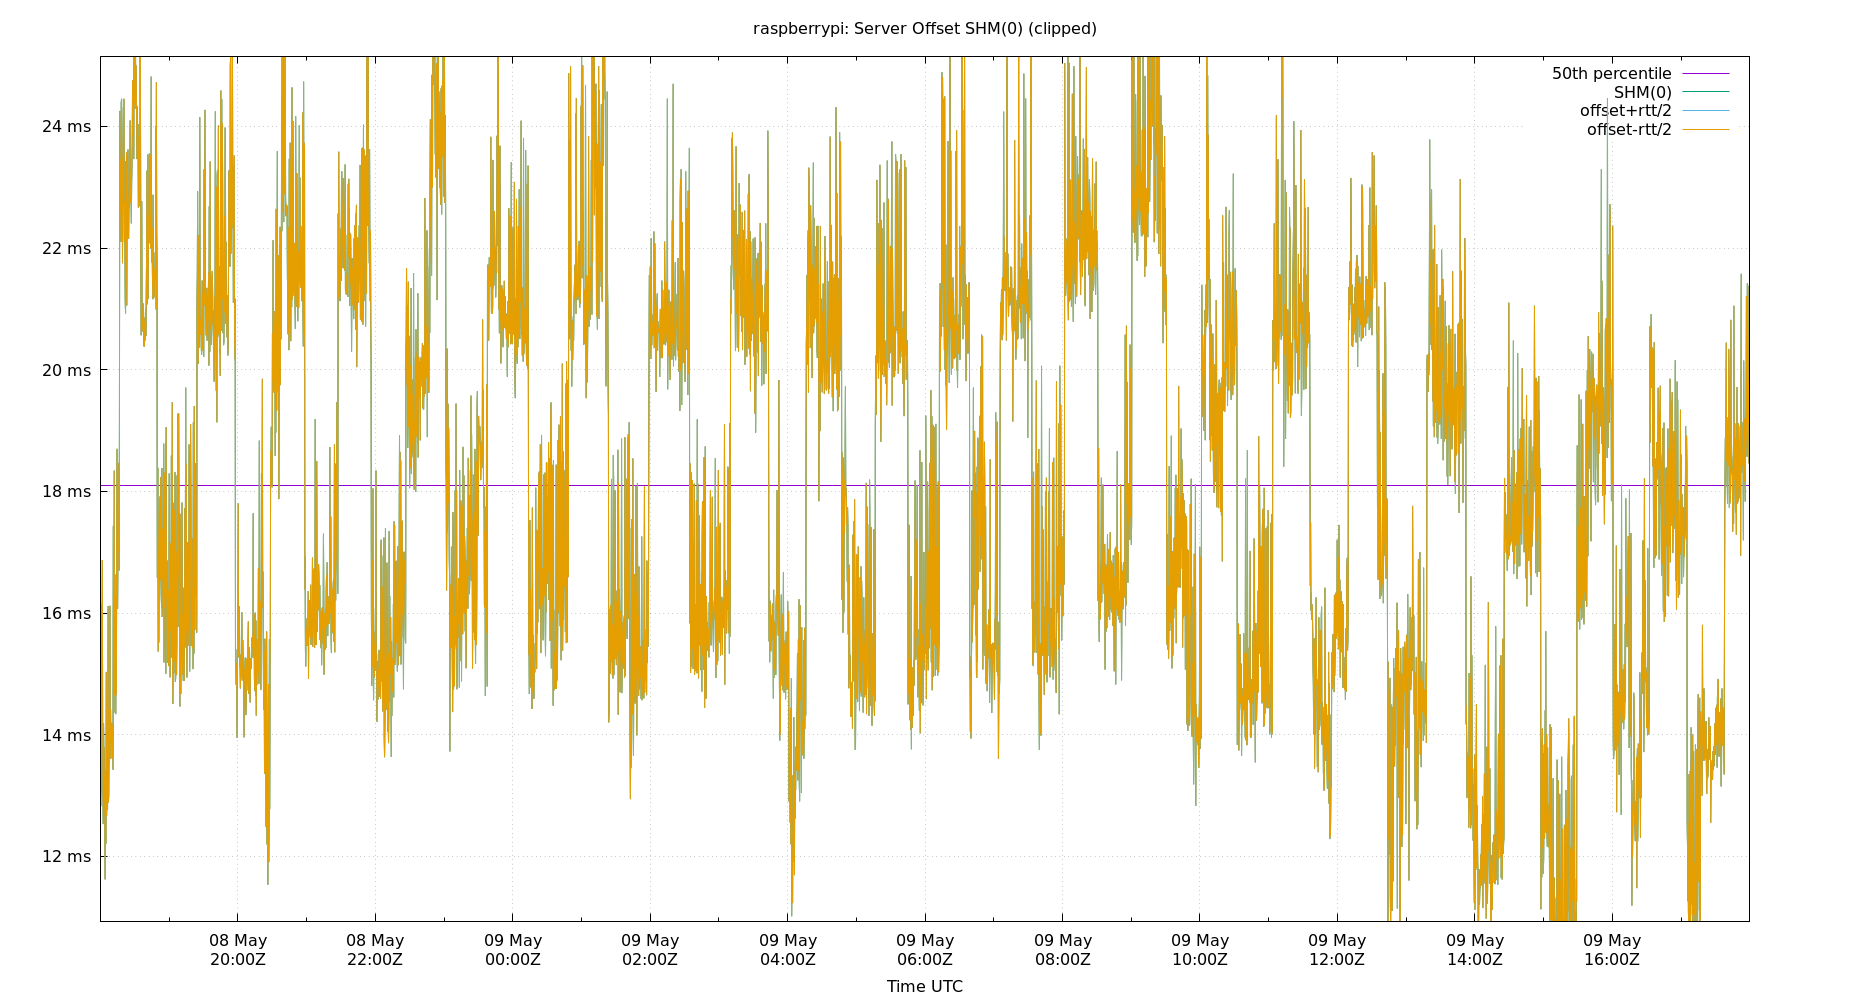 raspberrypi: Server Offset SHM(0) (clipped)
50th percentile
SHM(0)
offset+rtt/2
offset-rtt/2
24 ms
22 ms
20 ms
18 ms
16 ms
14 ms
12 ms
08 May 08 May 09 May 09 May 09 May 09 May 09 May 09 May 09 May 09 May 09 May
20:00Z 22:00Z 00:00Z 02:00Z 04:00Z 06:00Z 08:00Z 10:00Z 12:00Z 14:00Z 16:00Z
Time UTC